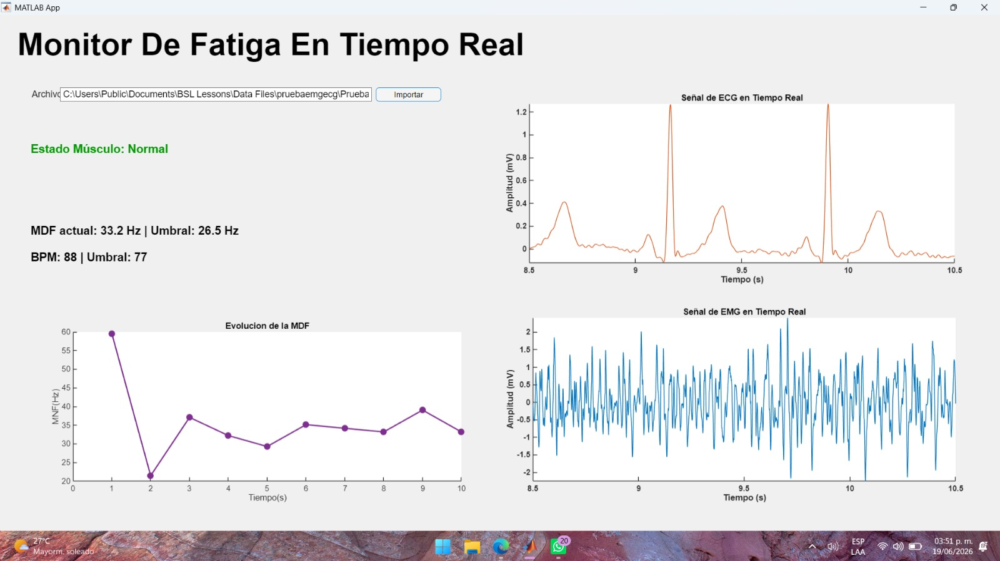 MATLAB App
Monitor De Fatiga En Tiempo Real
Archivo C:\Users\Public\Documents\BSL Lessons\Data Files\pruebaemgecg\Prueba Importar
Estado Músculo: Normal
MDF actual: 33.2 Hz | Umbral: 26.5 Hz
BPM: 88 | Umbral: 77
Señal de ECG en Tiempo Real
Amplitud (mV)
1.2
1
0.8
0.6
0.4
0.2
0
8.5 9 9.5 10 10.5
Tiempo (s)
Evolucion de la MDF
MNF(Hz)
60
55
50
45
40
35
30
25
20
0 1 2 3 4 5 6 7 8 9 10
Tiempo(s)
Señal de EMG en Tiempo Real
Amplitud (mV)
2
1.5
1
0.5
0
-0.5
-1
-1.5
-2
8.5 9 9.5 10 10.5
Tiempo (s)
27°C
Mayorm. soleado
20
ESP
LAA
03:51 p. m.
19/06/2026